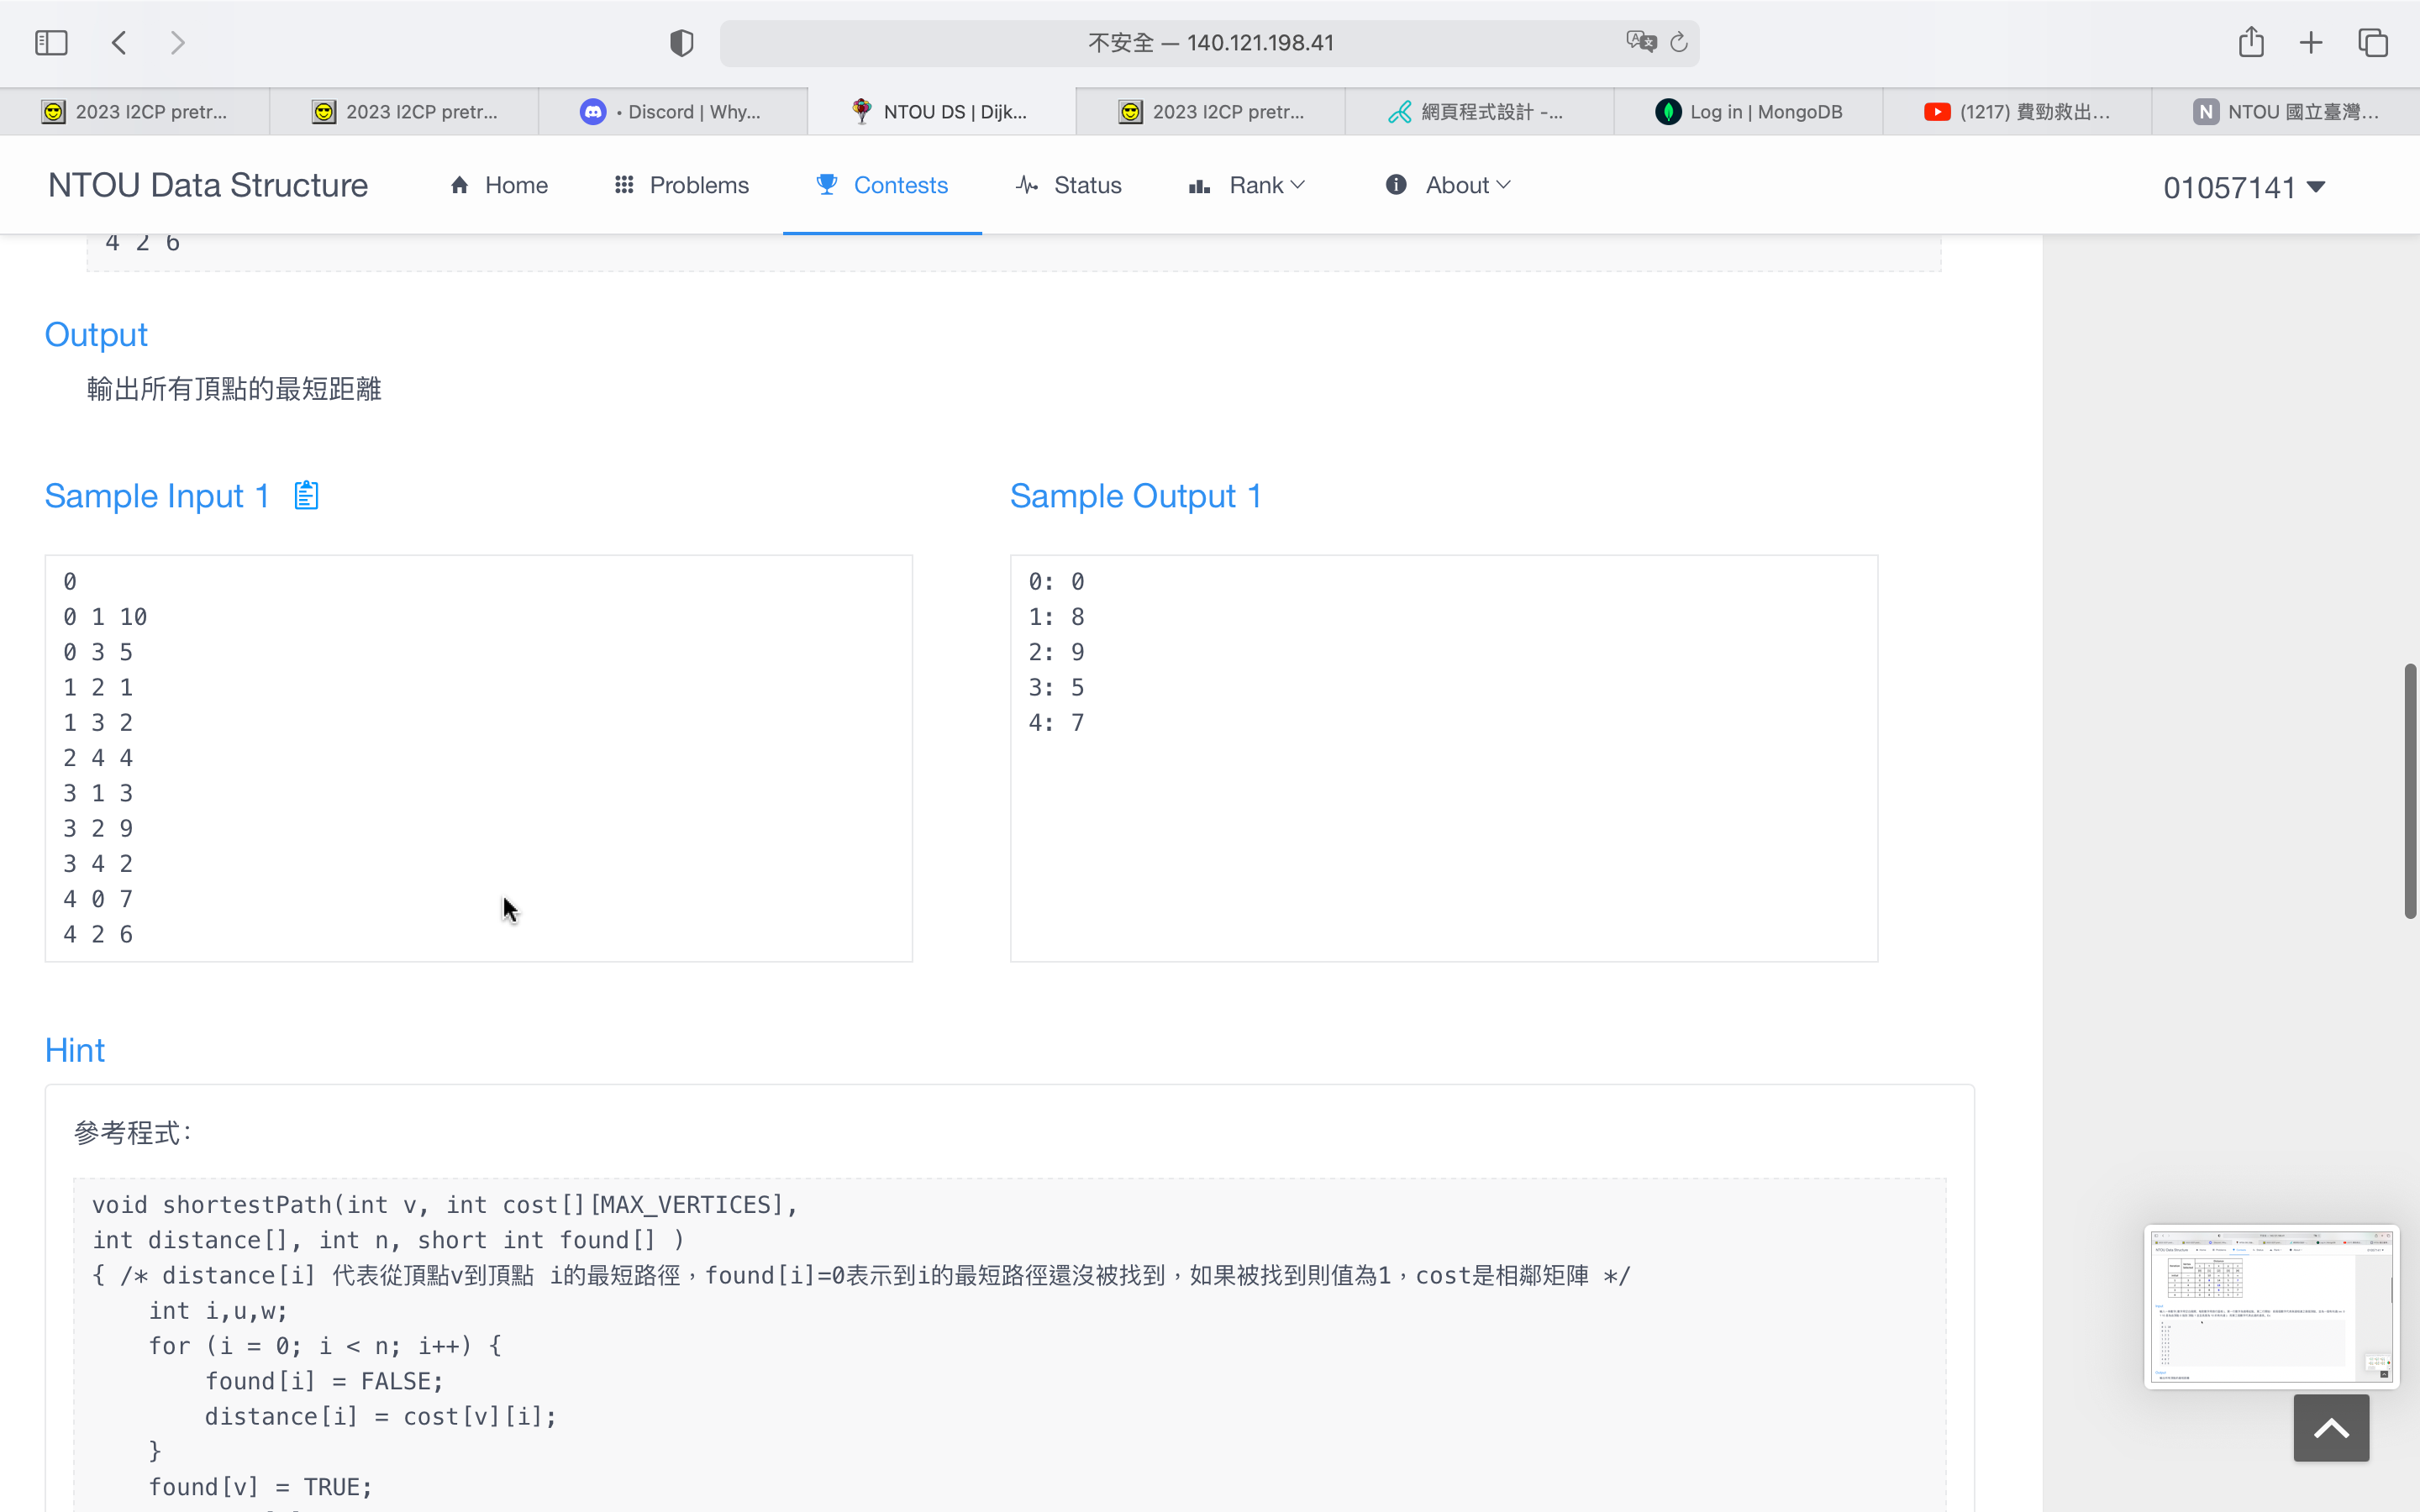 不安全 — 140.121.198.41
2023 I2CP pretr...
2023 I2CP pretr...
• Discord | Why...
NTOU DS | Dijk...
2023 I2CP pretr...
網頁程式設計 -...
Log in | MongoDB
(1217) 費勁救出...
N NTOU 國立臺灣...
NTOU Data Structure
Home
Problems
Contests
Status
Rank
About
01057141
4 2 6
Output
輸出所有頂點的最短距離
Sample Input 1
0
0 1 10
0 3 5
1 2 1
1 3 2
2 4 4
3 1 3
3 2 9
3 4 2
4 0 7
4 2 6
Sample Output 1
0: 0
1: 8
2: 9
3: 5
4: 7
Hint
參考程式:
void shortestPath(int v, int cost[][MAX_VERTICES],
int distance[], int n, short int found[] )
{ /* distance[i] 代表從頂點v到頂點 i的最短路徑，found[i]=0表示到i的最短路徑還沒被找到，如果被找到則值為1，cost是相鄰矩陣 */
int i,u,w;
for (i = 0; i < n; i++) {
found[i] = FALSE;
distance[i] = cost[v][i];
}
found[v] = TRUE;